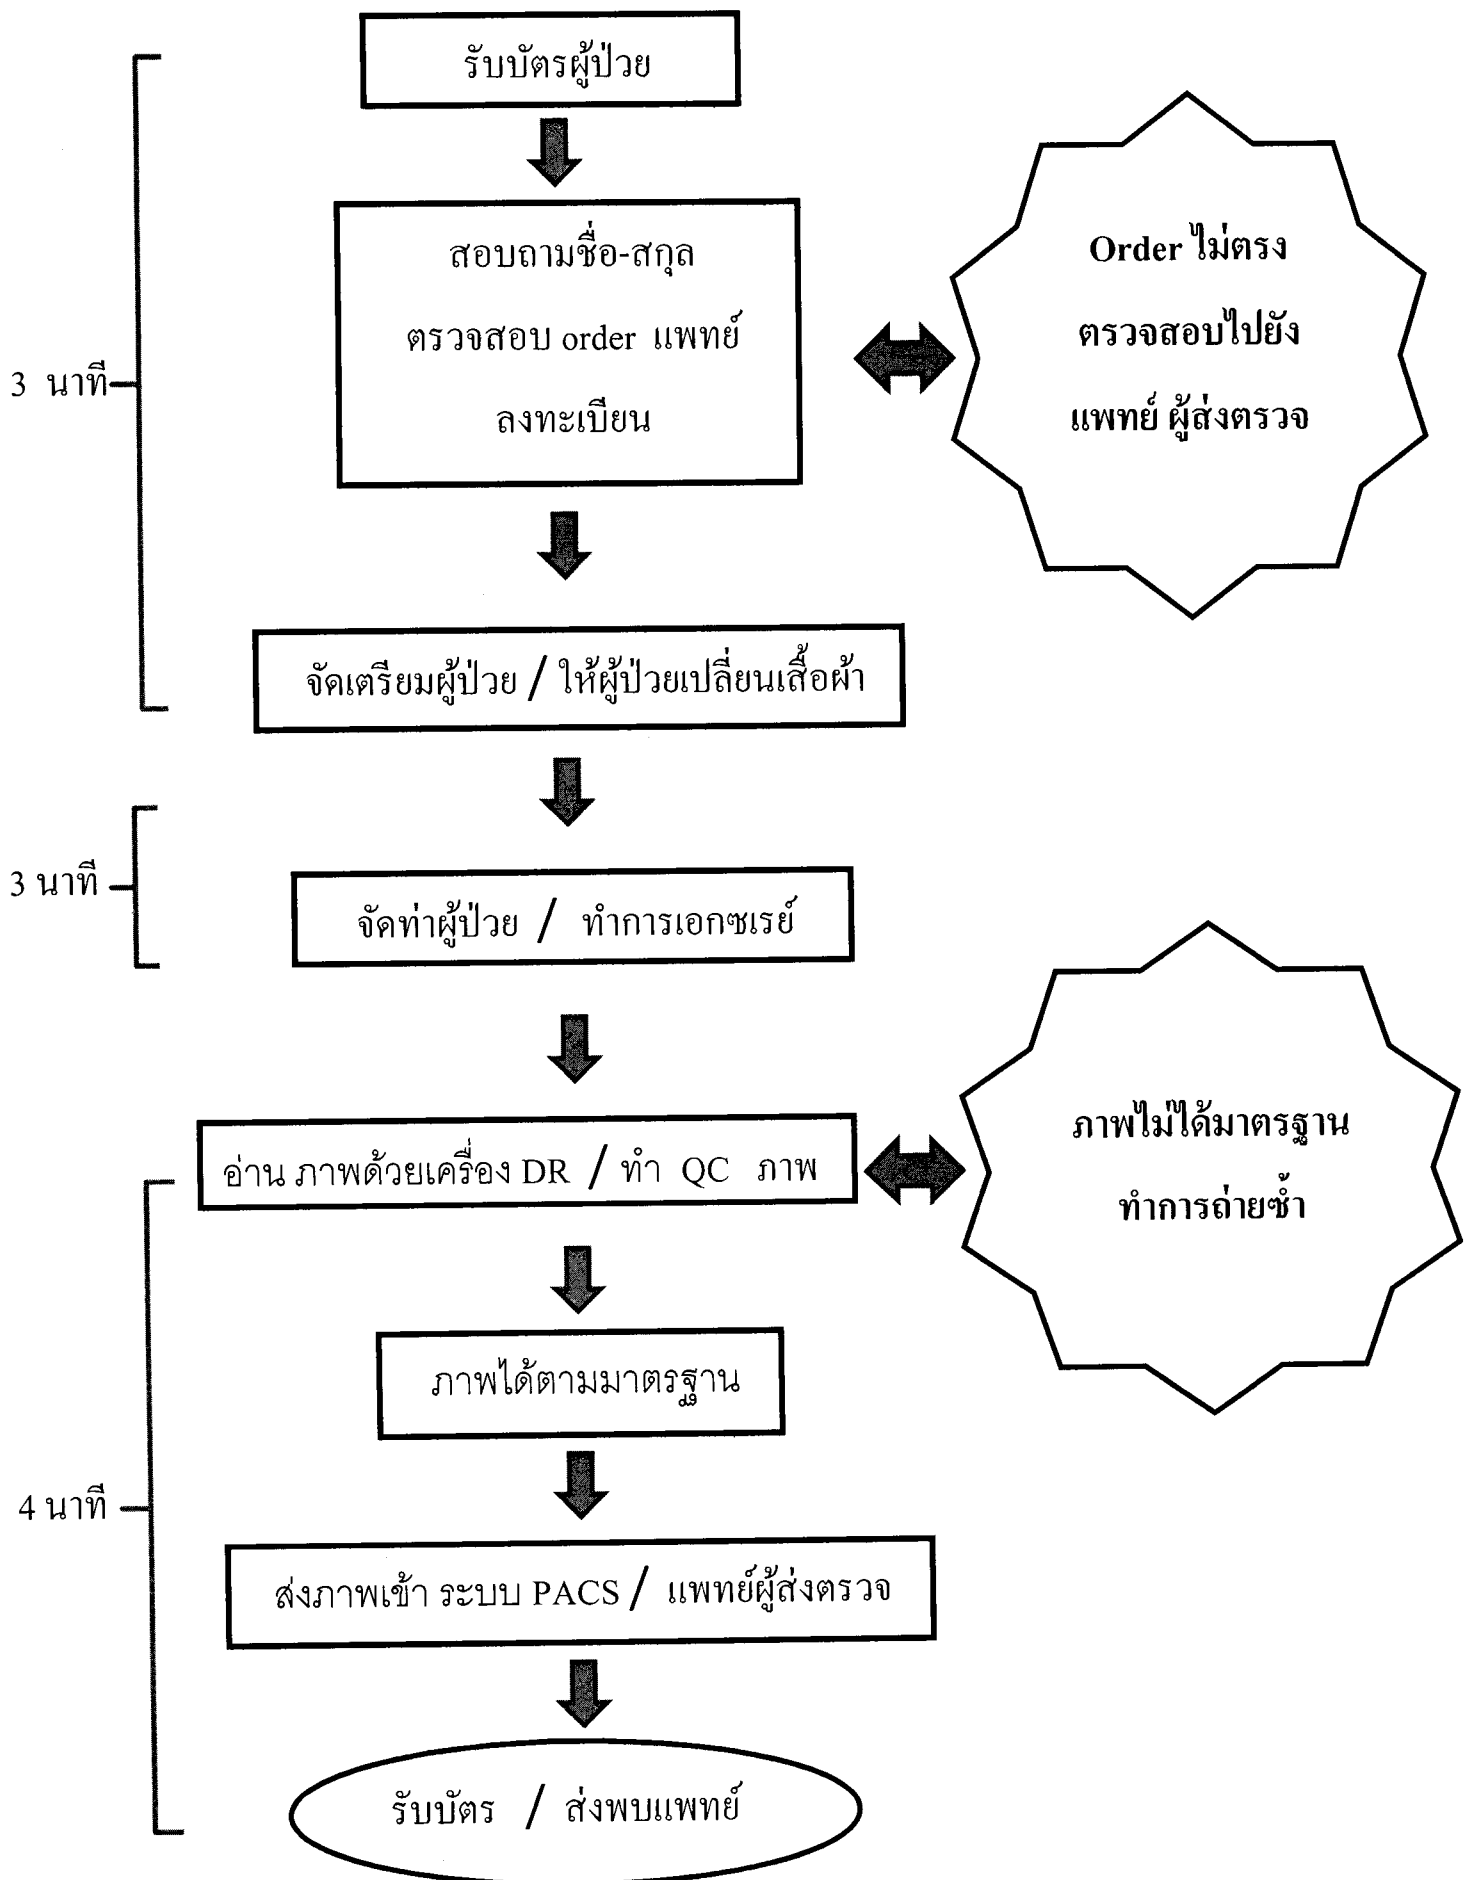 รับบัตรผู้ป่วย
สอบถามชื่อ-สกุล
ตรวจสอบ order แพทย์
ลงทะเบียน
Order ไม่ตรง
ตรวจสอบไปยัง
แพทย์ ผู้ส่งตรวจ
3 นาที
จัดเตรียมผู้ป่วย / ให้ผู้ป่วยเปลี่ยนเสื้อผ้า
3 นาที
จัดท่าผู้ป่วย / ทำการเอกซเรย์
อ่าน ภาพด้วยเครื่อง DR / ทำ QC ภาพ
ภาพไม่ได้มาตรฐาน
ทำการถ่ายซ้ำ
ภาพได้ตามมาตรฐาน
4 นาที
ส่งภาพเข้า ระบบ PACS / แพทย์ผู้ส่งตรวจ
รับบัตร / ส่งพบแพทย์